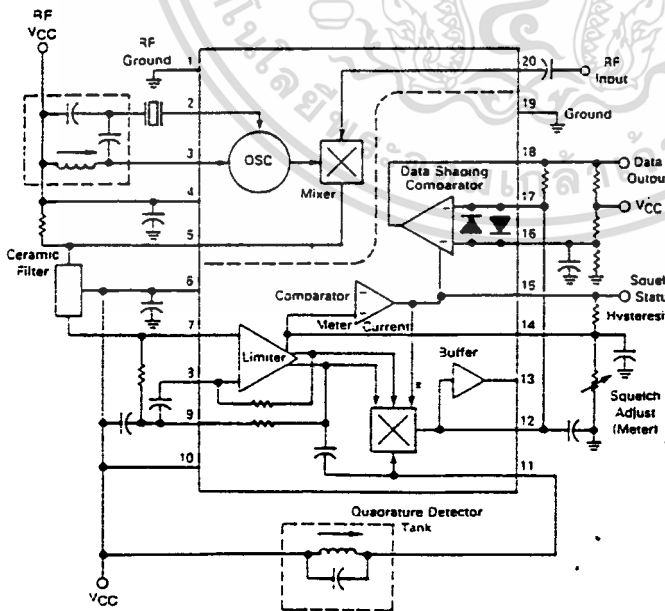 RF
VCC
RF
Ground
1
2
3
4
5
6
7
8
9
10
OSC
Mixer
20
RF
Input
19
Ground
18
Data
Output
Data Shaping
Comparator
17
VCC
16
15
Squelch
Status
Hysteresis
Comparator
Meter Current
14
Ceramic
Filter
Limiter
Buffer
13
12
Squelch
Adjust
(Meter)
11
Quadrature Detector
Tank
VCC